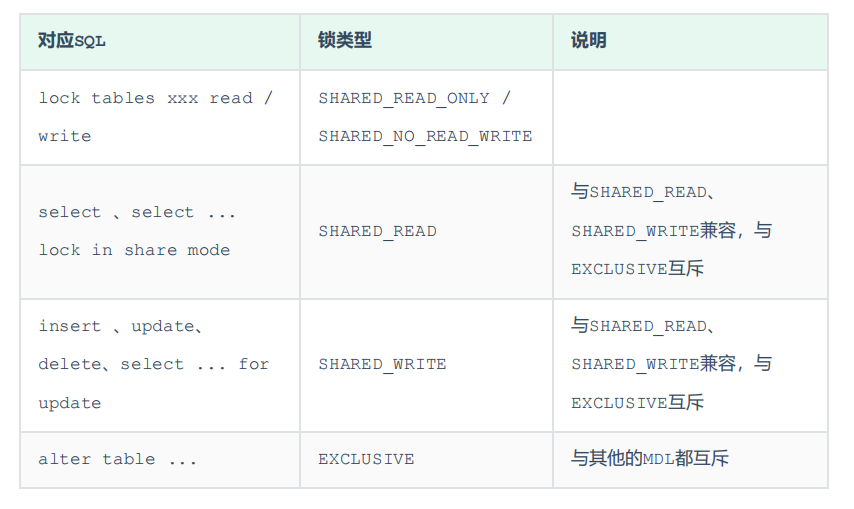 对应SQL
锁类型
说明
lock tables xxx read /
write
SHARED_READ_ONLY /
SHARED_NO_READ_WRITE
select 、select ...
lock in share mode
SHARED_READ
与SHARED_READ、
SHARED_WRITE兼容，与
EXCLUSIVE互斥
insert 、update、
delete、select ... for
update
SHARED_WRITE
与SHARED_READ、
SHARED_WRITE兼容，与
EXCLUSIVE互斥
alter table ...
EXCLUSIVE
与其他的MDL都互斥